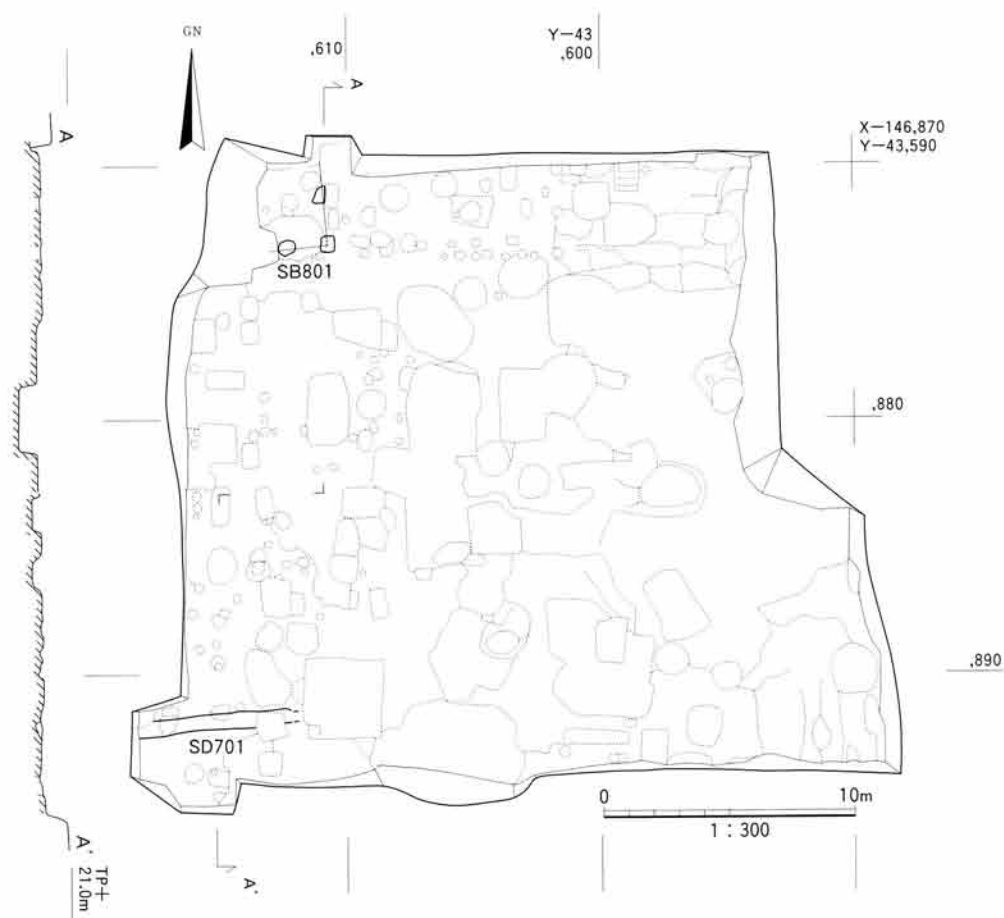 GN
,610
Y−43
,600
A
A
X−146,870
Y−43,590
SB801
,880
,890
SD701
0 10m
1 : 300
A'
A'
TP+
21.0m